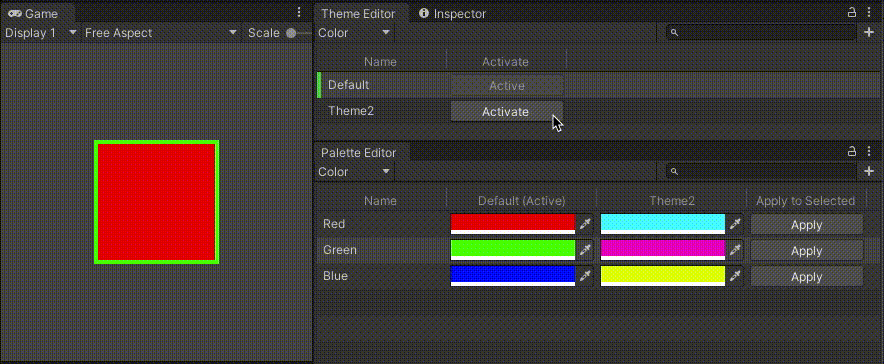 Game
Display 1 Free Aspect Scale
Theme Editor Inspector
Color
Name Activate
Default Active
Theme2 Activate
Palette Editor
Color
Name Default (Active) Theme2 Apply to Selected
Red Apply
Green Apply
Blue Apply